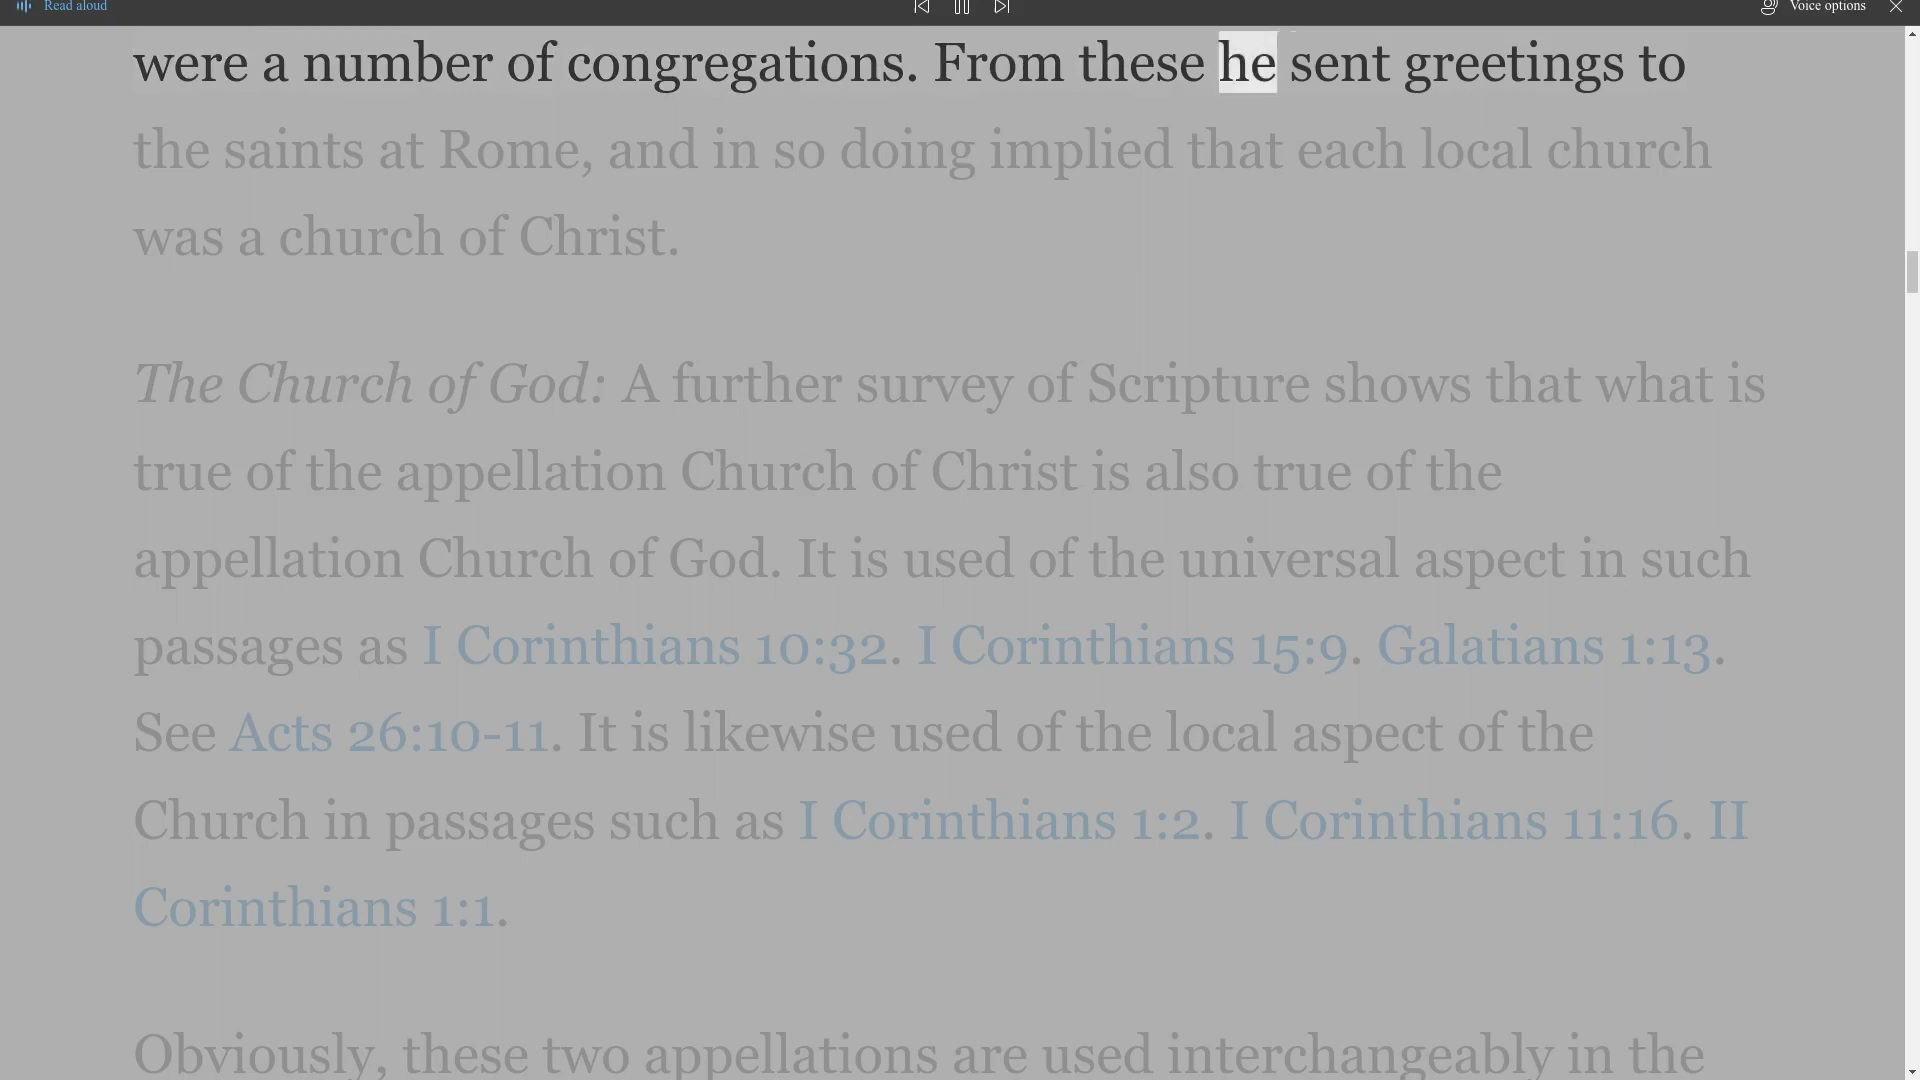 Read aloud
Voice options
were a number of congregations. From these he sent greetings to
the saints at Rome, and in so doing implied that each local church
was a church of Christ.
The Church of God: A further survey of Scripture shows that what is
true of the appellation Church of Christ is also true of the
appellation Church of God. It is used of the universal aspect in such
passages as I Corinthians 10:32. I Corinthians 15:9. Galatians 1:13.
See Acts 26:10-11. It is likewise used of the local aspect of the
Church in passages such as I Corinthians 1:2. I Corinthians 11:16. II
Corinthians 1:1.
Obviously, these two appellations are used interchangeably in the